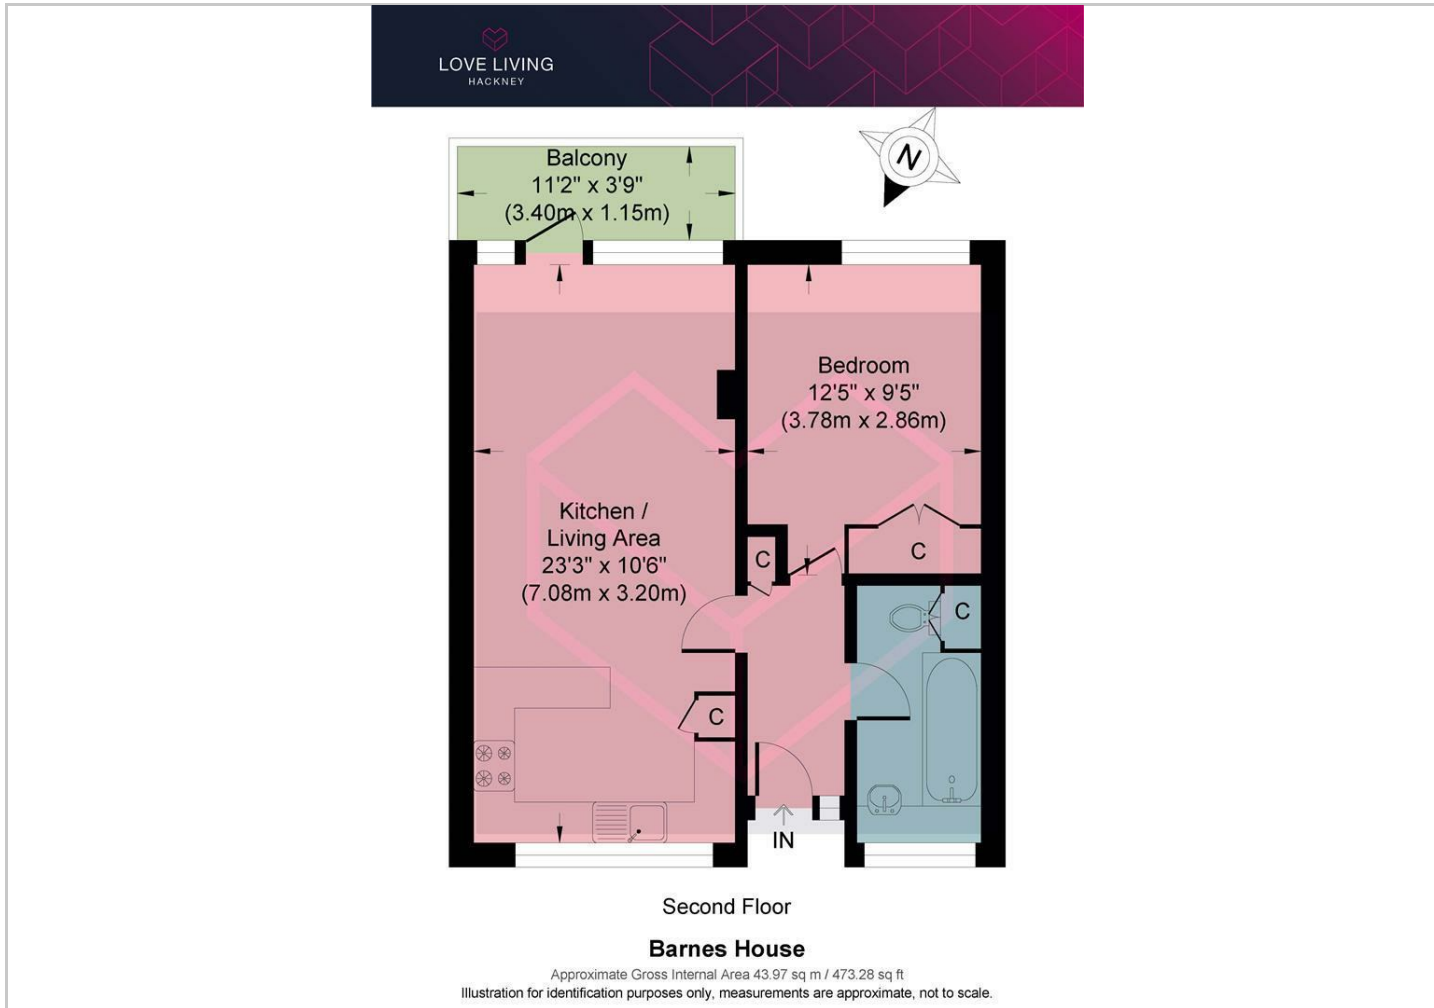 LOVE LIVING
HACKNEY
N
Balcony
11'2" x 3'9"
(3.40m x 1.15m)
Bedroom
12'5" x 9'5"
(3.78m x 2.86m)
Kitchen /
Living Area
23'3" x 10'6"
(7.08m x 3.20m)
C
C
C
C
IN
Second Floor
Barnes House
Approximate Gross Internal Area 43.97 sq m / 473.28 sq ft
Illustration for identification purposes only, measurements are approximate, not to scale.